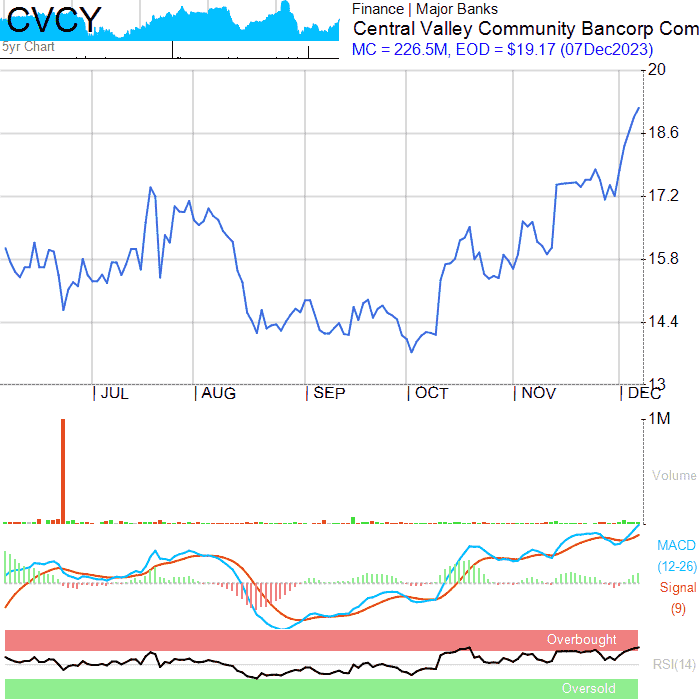 CVCY
5yr Chart
Finance | Major Banks
Central Valley Community Bancorp Com
MC = 226.5M, EOD = $19.17 (07Dec2023)
20
18.6
17.2
15.8
14.4
13
JUL AUG SEP OCT NOV DEC
1M
Volume
MACD
(12-26)
Signal
(9)
Overbought
RSI(14)
Oversold